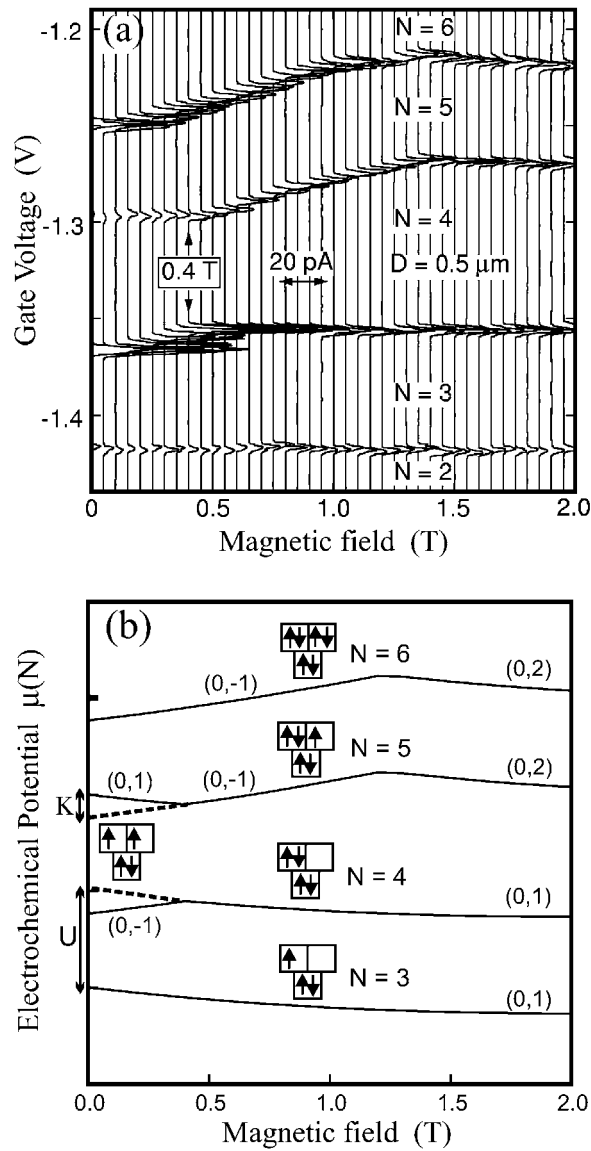 (a)
-1.2
-1.3
-1.4
Gate Voltage (V)
N = 6
N = 5
N = 4
0.4 T
20 pA
D = 0.5 μm
N = 3
N = 2
0
0.5
1.0
1.5
2.0
Magnetic field (T)
(b)
Electrochemical Potential μ(N)
N = 6
(0,-1)
(0,2)
N = 5
(0,1)
(0,-1)
(0,2)
K
N = 4
(0,1)
(0,-1)
U
N = 3
(0,1)
0.0
0.5
1.0
1.5
2.0
Magnetic field (T)